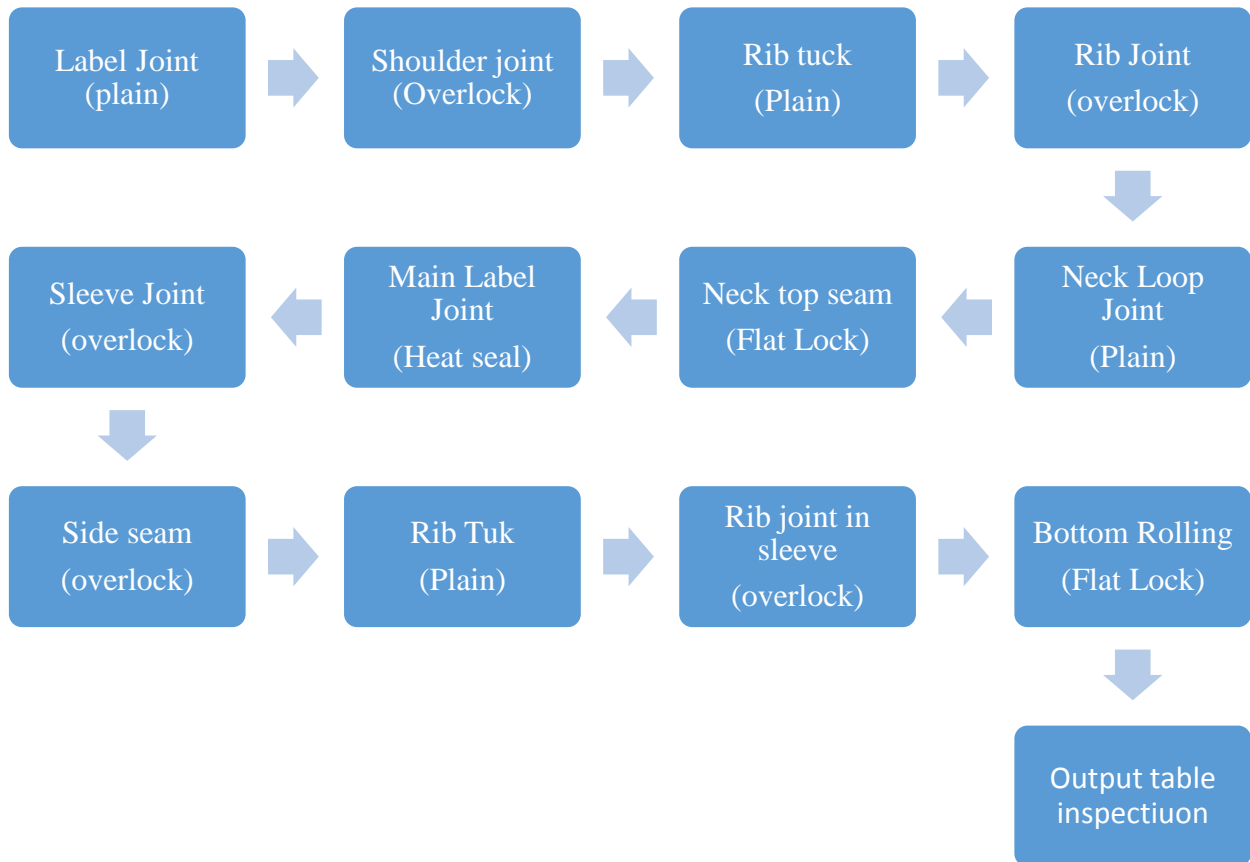 Label Joint
(plain)
Shoulder joint
(Overlock)
Rib tuck
(Plain)
Rib Joint
(overlock)
Neck Loop
Joint
(Plain)
Neck top seam
(Flat Lock)
Main Label
Joint
(Heat seal)
Sleeve Joint
(overlock)
Side seam
(overlock)
Rib Tuk
(Plain)
Rib joint in
sleeve
(overlock)
Bottom Rolling
(Flat Lock)
Output table
inspectiuon